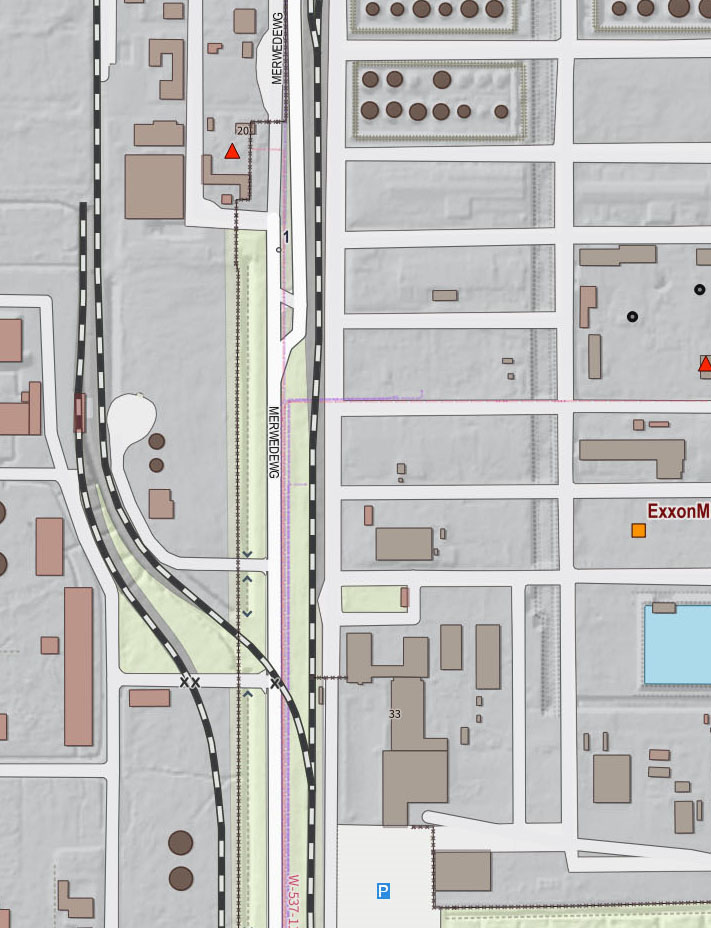 MERWEDEWG
20
1
MERWEDEWG
ExxonM
X X
X
33
P
W-537-1